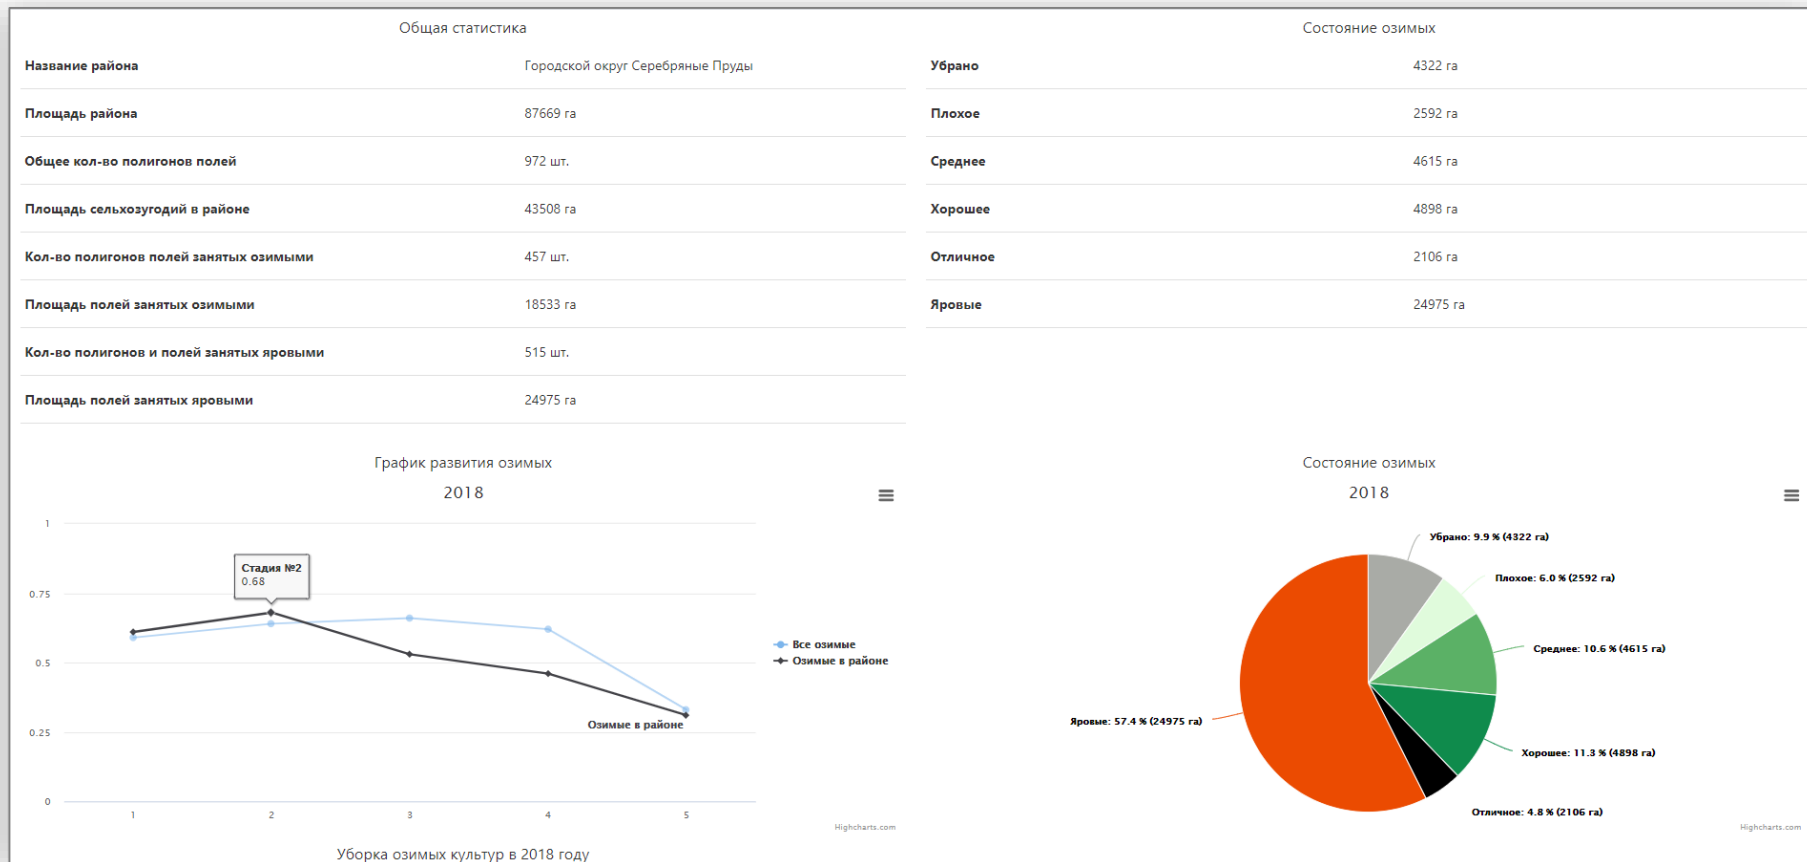 Общая статистика
Название района Городской округ Серебряные Пруды
Площадь района 87669 га
Общее кол-во полигонов полей 972 шт.
Площадь сельхозугодий в районе 43508 га
Кол-во полигонов полей занятых озимыми 457 шт.
Площадь полей занятых озимыми 18533 га
Кол-во полигонов и полей занятых яровыми 515 шт.
Площадь полей занятых яровыми 24975 га
Состояние озимых
Убрано 4322 га
Плохое 2592 га
Среднее 4615 га
Хорошее 4898 га
Отличное 2106 га
Яровые 24975 га
График развития озимых
2018
1
0.75
0.5
0.25
0
Стадия №2
0.68
Озимые в районе
1 2 3 4 5
Все озимые
Озимые в районе
Highcharts.com
Состояние озимых
2018
Убрано: 9.9 % (4322 га)
Плохое: 6.0 % (2592 га)
Среднее: 10.6 % (4615 га)
Яровые: 57.4 % (24975 га)
Хорошее: 11.3 % (4898 га)
Отличное: 4.8 % (2106 га)
Highcharts.com
Уборка озимых культур в 2018 году